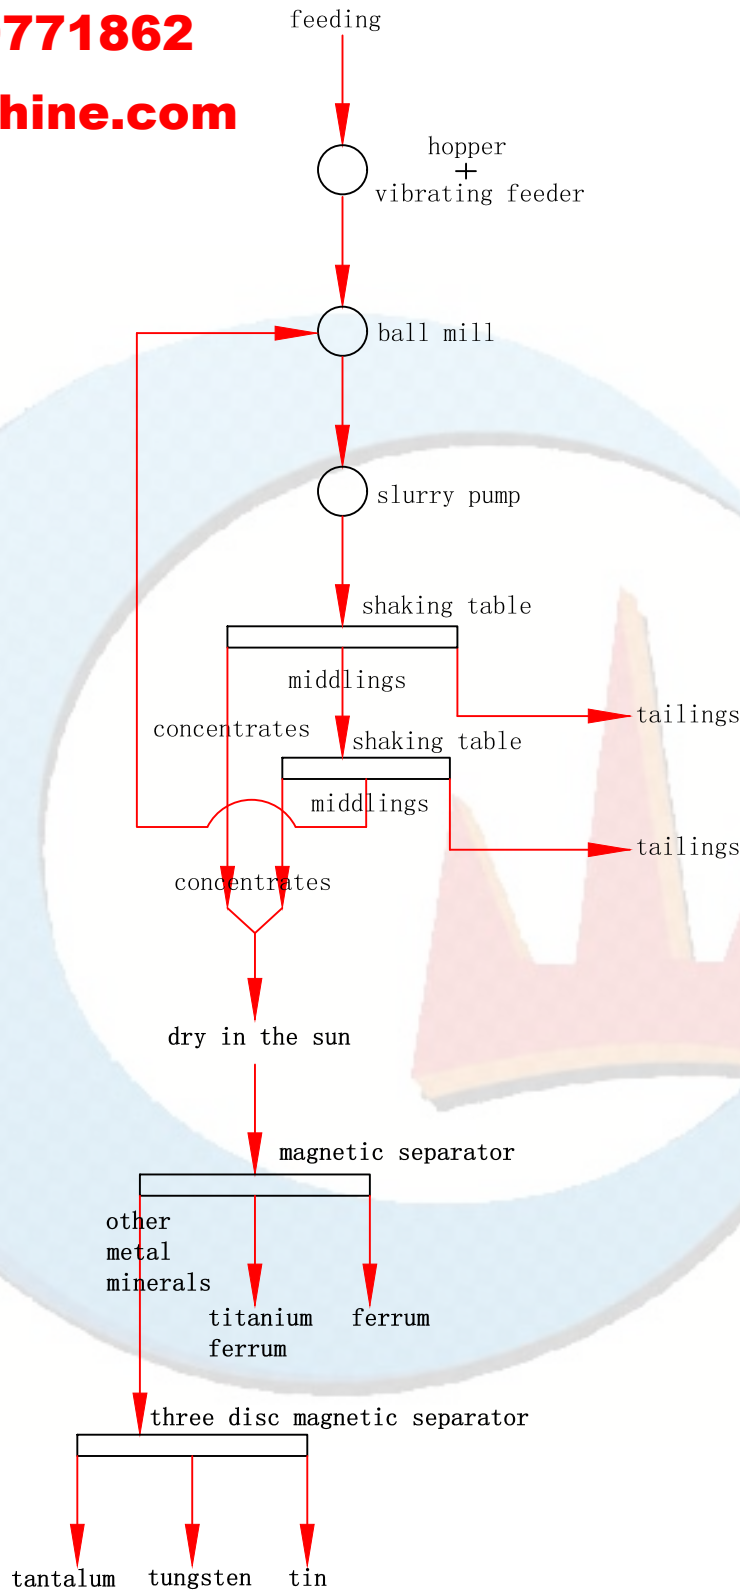 771862
feeding
hine.com
hopper
+
vibrating feeder
ball mill
slurry pump
shaking table
middlings
tailings
concentrates
shaking table
middlings
tailings
concentrates
dry in the sun
magnetic separator
other
metal
minerals
titanium
ferrum
ferrum
three disc magnetic separator
tantalum
tungsten
tin